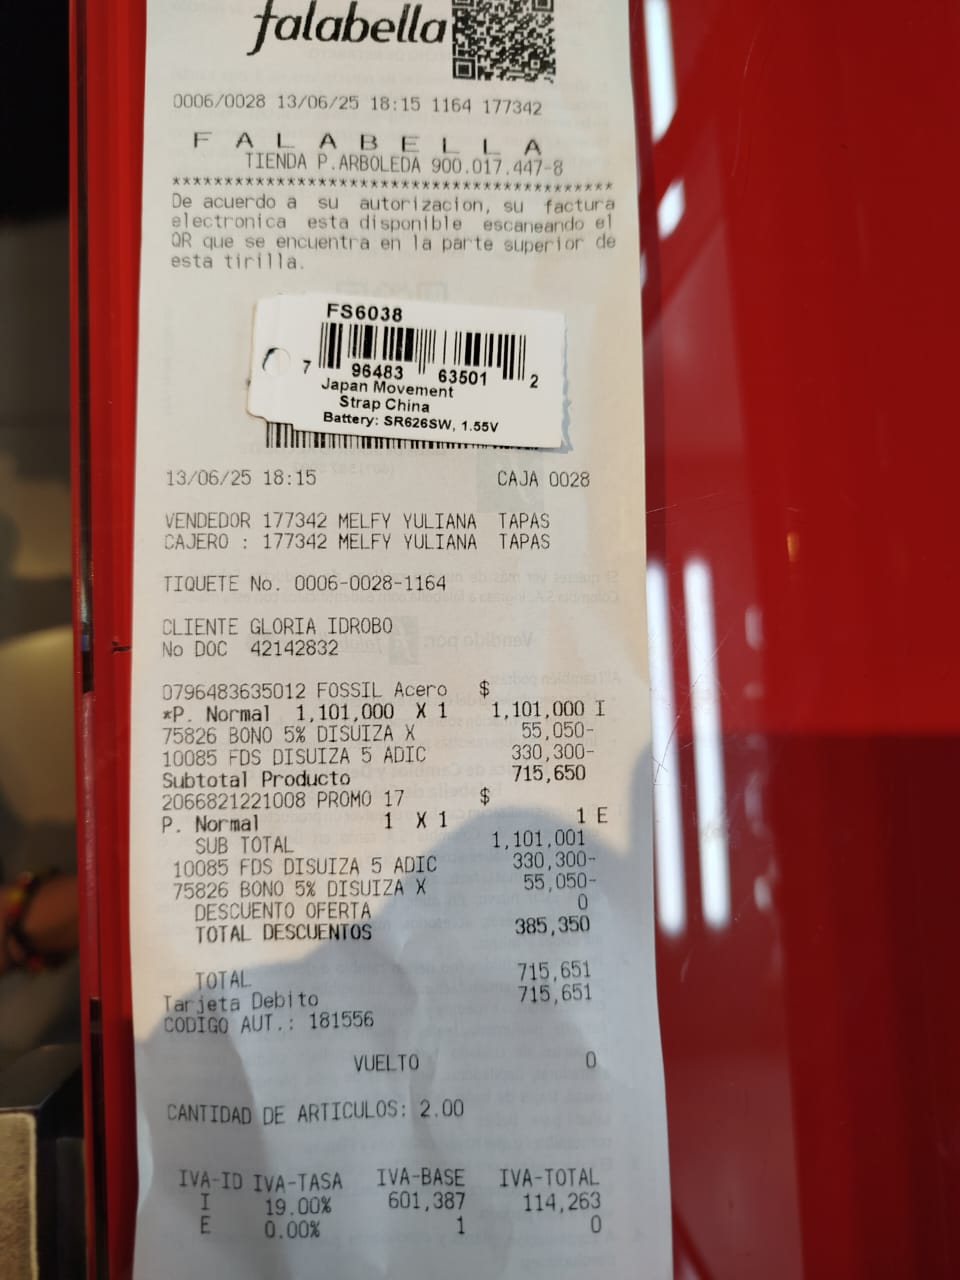 falabella
0006/0028 13/06/25 18:15 1164 177342
F A L A B E L L A
TIENDA P.ARBOLEDA 900.017.447-8
******************************************
De acuerdo a su autorizacion, su factura
electronica esta disponible escaneando el
QR que se encuentra en la parte superior de
esta tirilla.
FS6038
7 96483 63501 2
Japan Movement
Strap China
Battery: SR626SW, 1.55V
13/06/25 18:15 CAJA 0028
VENDEDOR 177342 MELFY YULIANA TAPAS
CAJERO : 177342 MELFY YULIANA TAPAS
TIQUETE No. 0006-0028-1164
CLIENTE GLORIA IDROBO
No DOC 42142832
0796483635012 FOSSIL Acero $
*P. Normal 1,101,000 X 1 1,101,000 I
75826 BONO 5% DISUIZA X 55,050-
10085 FDS DISUIZA 5 ADIC 330,300-
Subtotal Producto 715,650
2066821221008 PROMO 17 $
P. Normal 1 X 1 1 E
SUB TOTAL 1,101,001
10085 FDS DISUIZA 5 ADIC 330,300-
75826 BONO 5% DISUIZA X 55,050-
DESCUENTO OFERTA 0
TOTAL DESCUENTOS 385,350
TOTAL 715,651
Tarjeta Debito 715,651
CODIGO AUT.: 181556
VUELTO 0
CANTIDAD DE ARTICULOS: 2.00
IVA-ID IVA-TASA IVA-BASE IVA-TOTAL
I 19.00% 601,387 114,263
E 0.00% 1 0